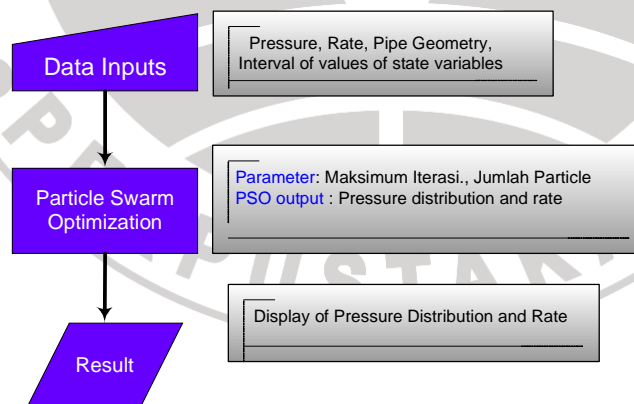 Data Inputs
Pressure, Rate, Pipe Geometry,
Interval of values of state variables
Particle Swarm
Optimization
Parameter: Maksimum Iterasi., Jumlah Particle
PSO output : Pressure distribution and rate
Result
Display of Pressure Distribution and Rate
PERPUSTAKA